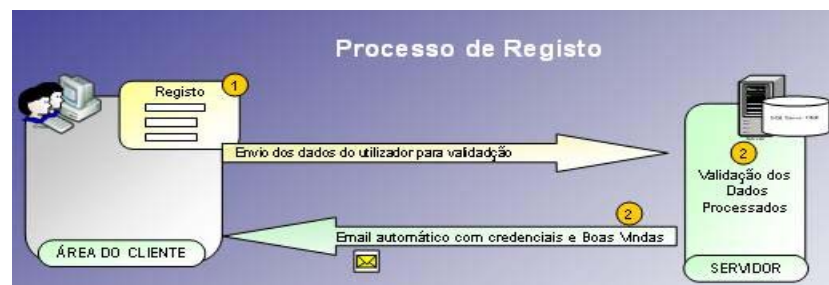 Processo de Registo
Registo
1
Envio dos dados do utilizador para validadção
2
Validação dos
Dados
Processados
2
Email automático com credenciais e Boas Vindas
ÁREA DO CLIENTE
SERVIDOR